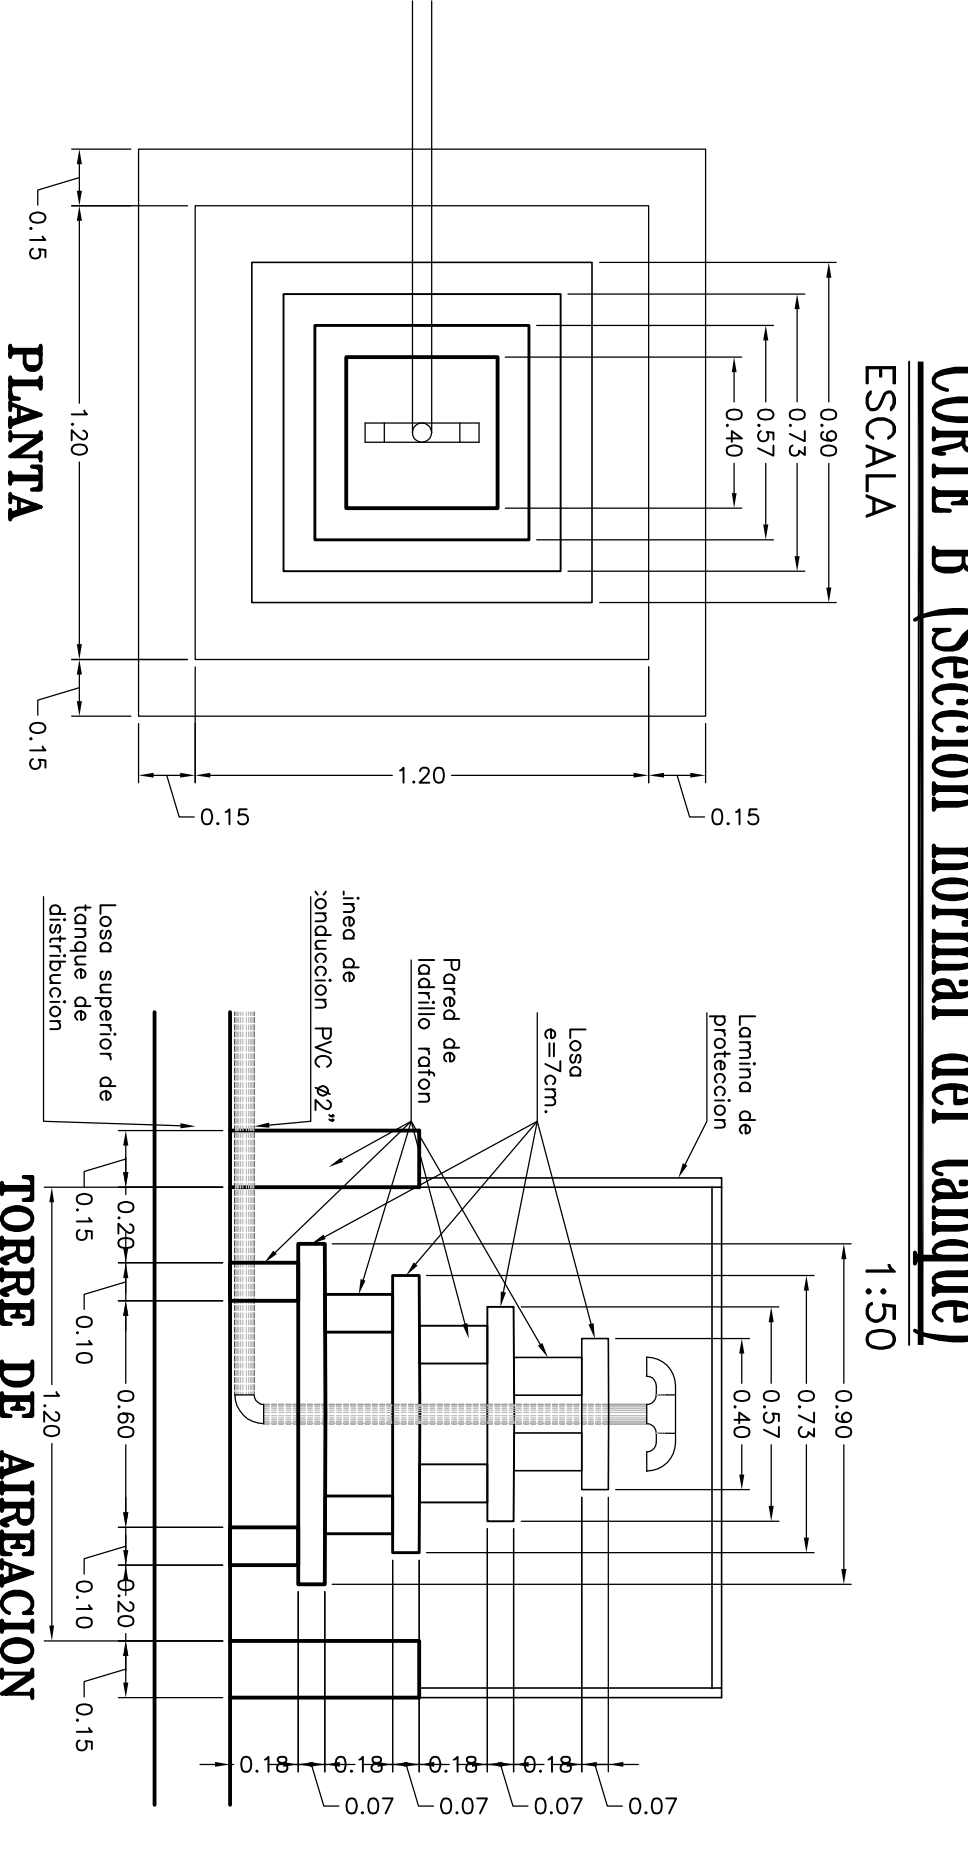 CORTE B (Seccion normal del tanque)
ESCALA 1:50
0.90
0.73
0.57
0.40
0.15
1.20
0.15
0.15
1.20
0.15
PLANTA
Lamina de
proteccion
Losa
e=7cm.
Pared de
ladrillo rafon
inea de
conduccion PVC ø2"
Losa superior de
tanque de
distribucion
0.90
0.73
0.57
0.40
0.15
0.20
0.10
0.60
0.10
0.20
0.15
1.20
0.18
0.07
0.18
0.07
0.18
0.07
0.18
0.07
TORRE DE AIREACION